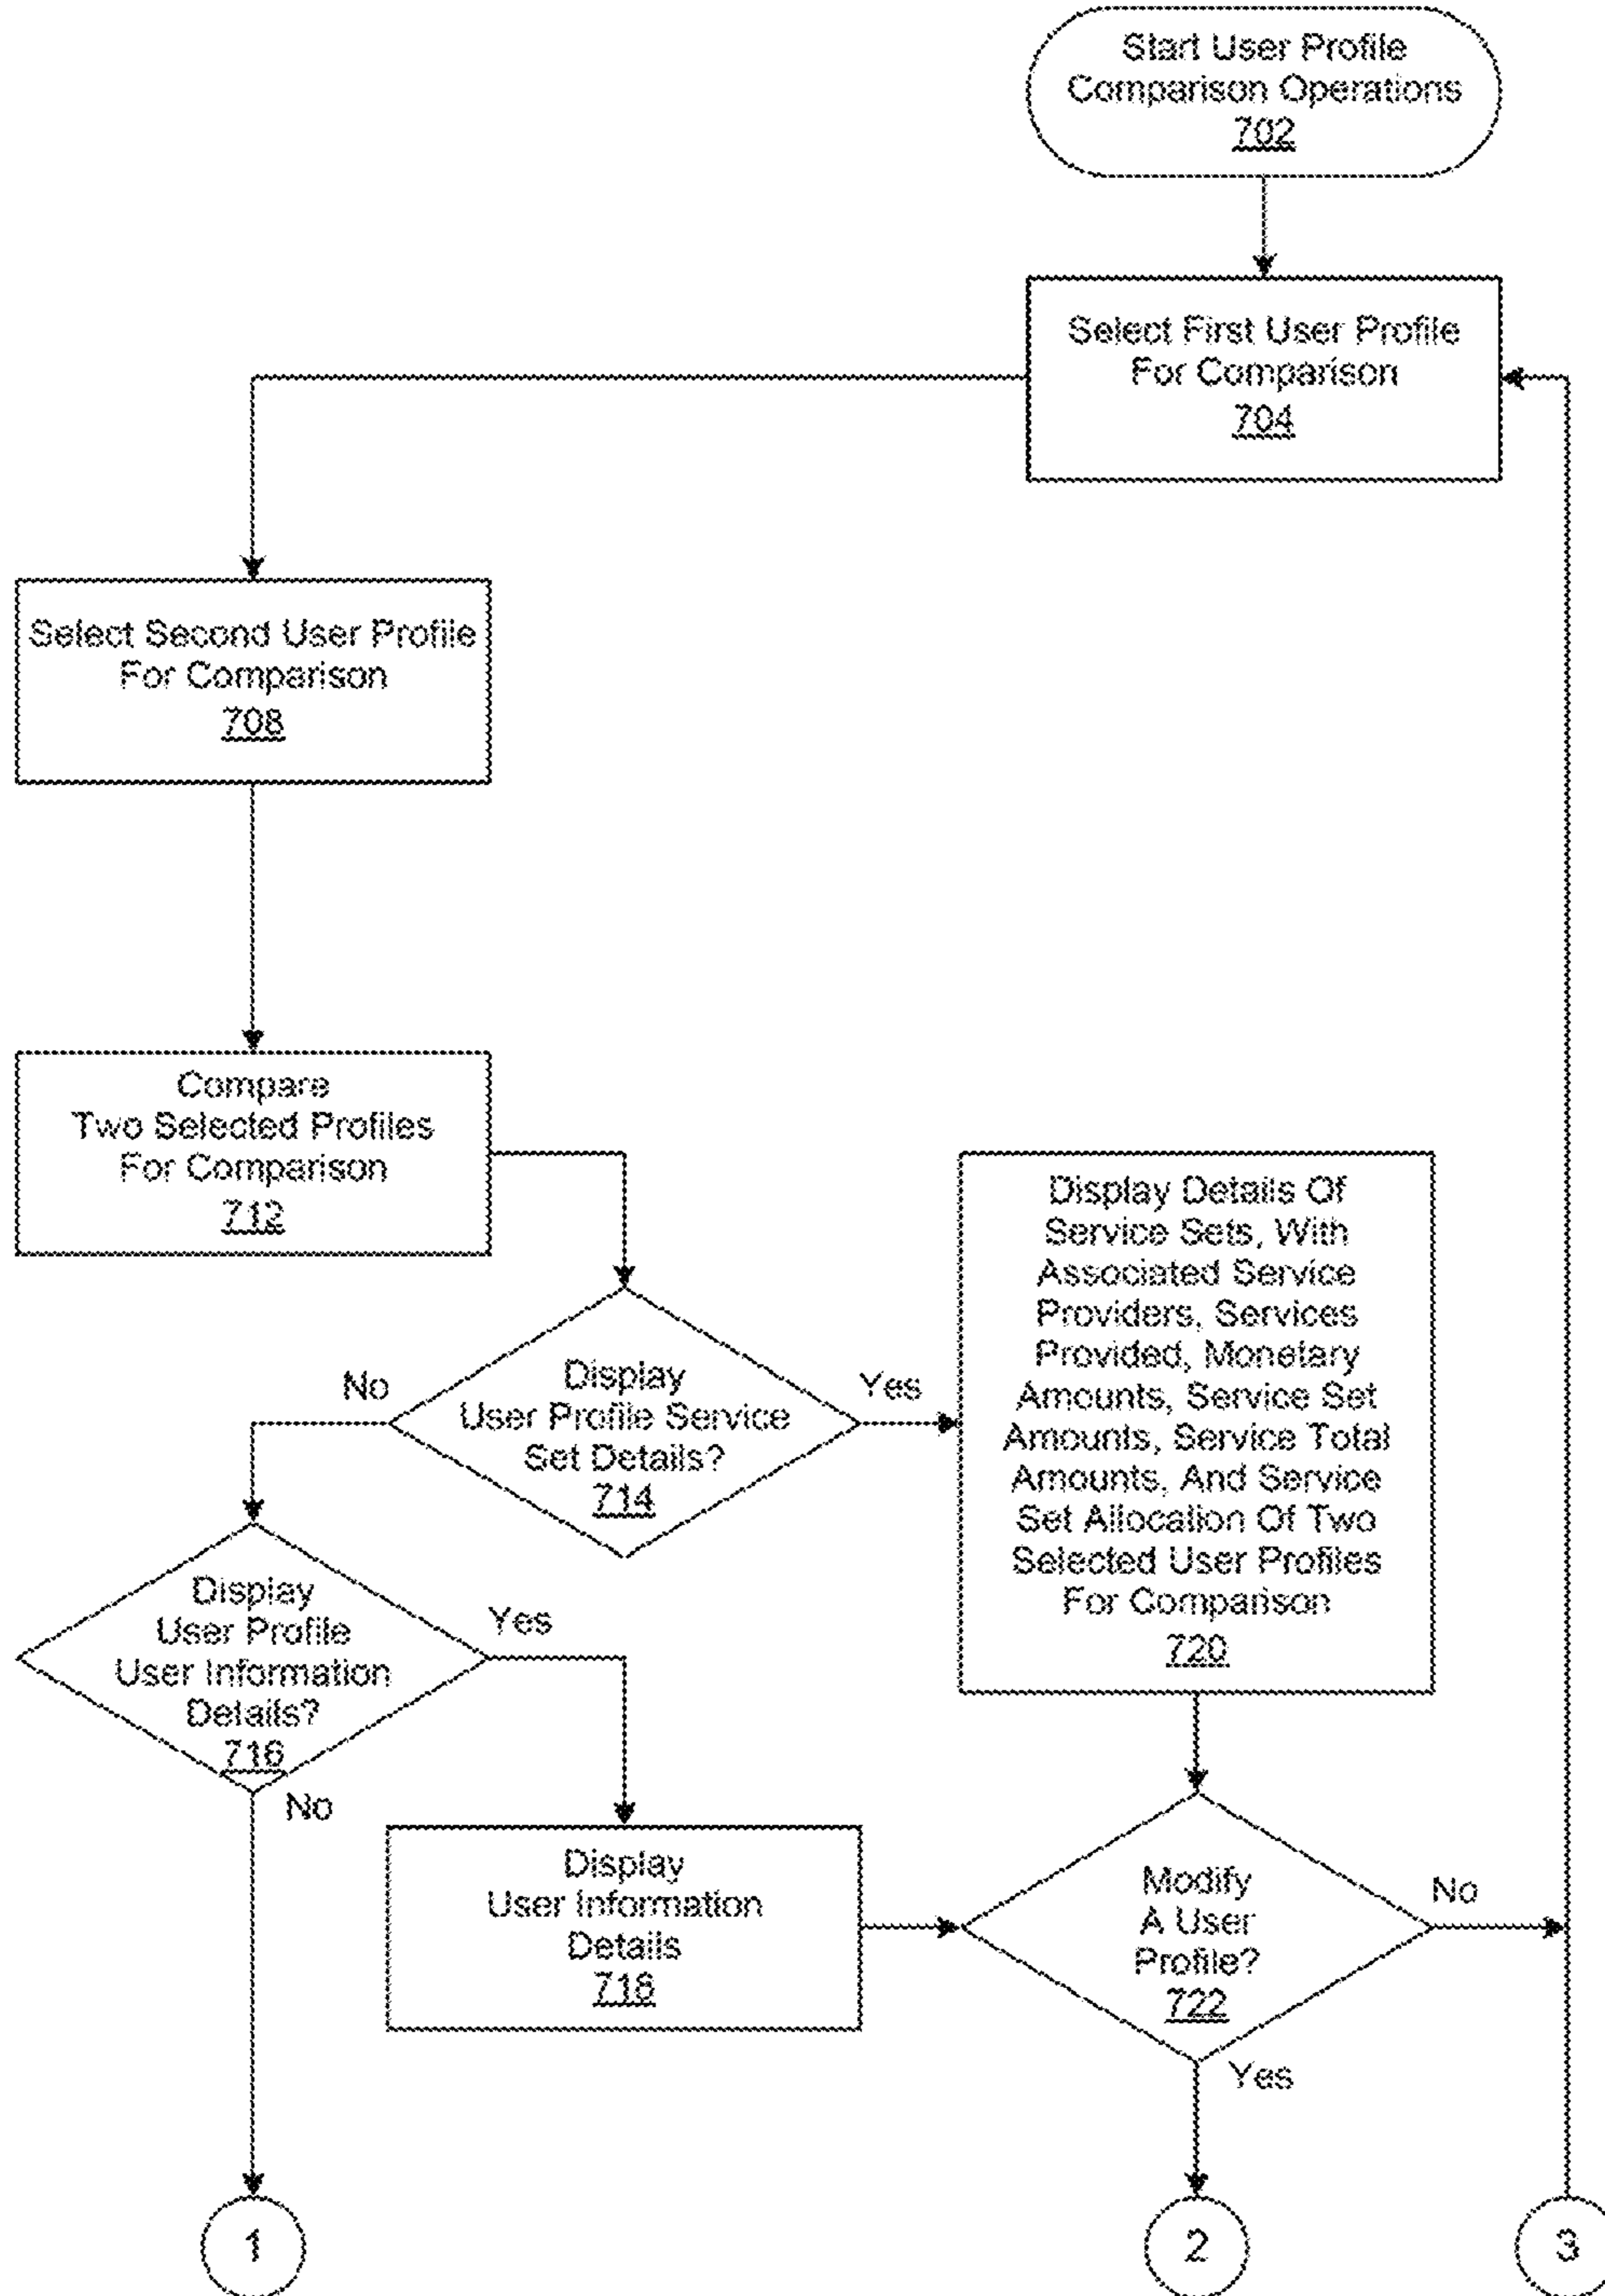 Start User Profile
Comparison Operations
702
Select First User Profile
For Comparison
704
Select Second User Profile
For Comparison
708
Compare
Two Selected Profiles
For Comparison
712
Display
User Profile Service
Set Details?
714
No
Yes
Display Details Of
Service Sets, With
Associated Service
Providers, Services
Provided, Monetary
Amounts, Service Set
Amounts, Service Total
Amounts, And Service
Set Allocation Of Two
Selected User Profiles
For Comparison
720
Display
User Profile
User Information
Details?
716
Yes
No
Display
User Information
Details
718
Modify
A User
Profile?
722
No
Yes
1
2
3